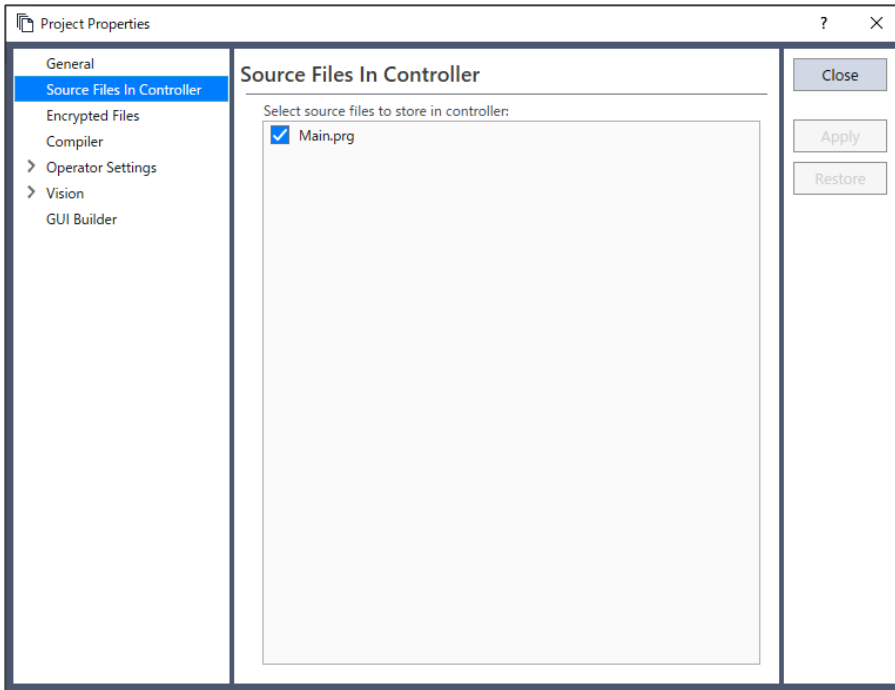 Project Properties
?
General
Source Files In Controller
Encrypted Files
Compiler
Operator Settings
Vision
GUI Builder
Source Files In Controller
Select source files to store in controller:
Main.prg
Close
Apply
Restore